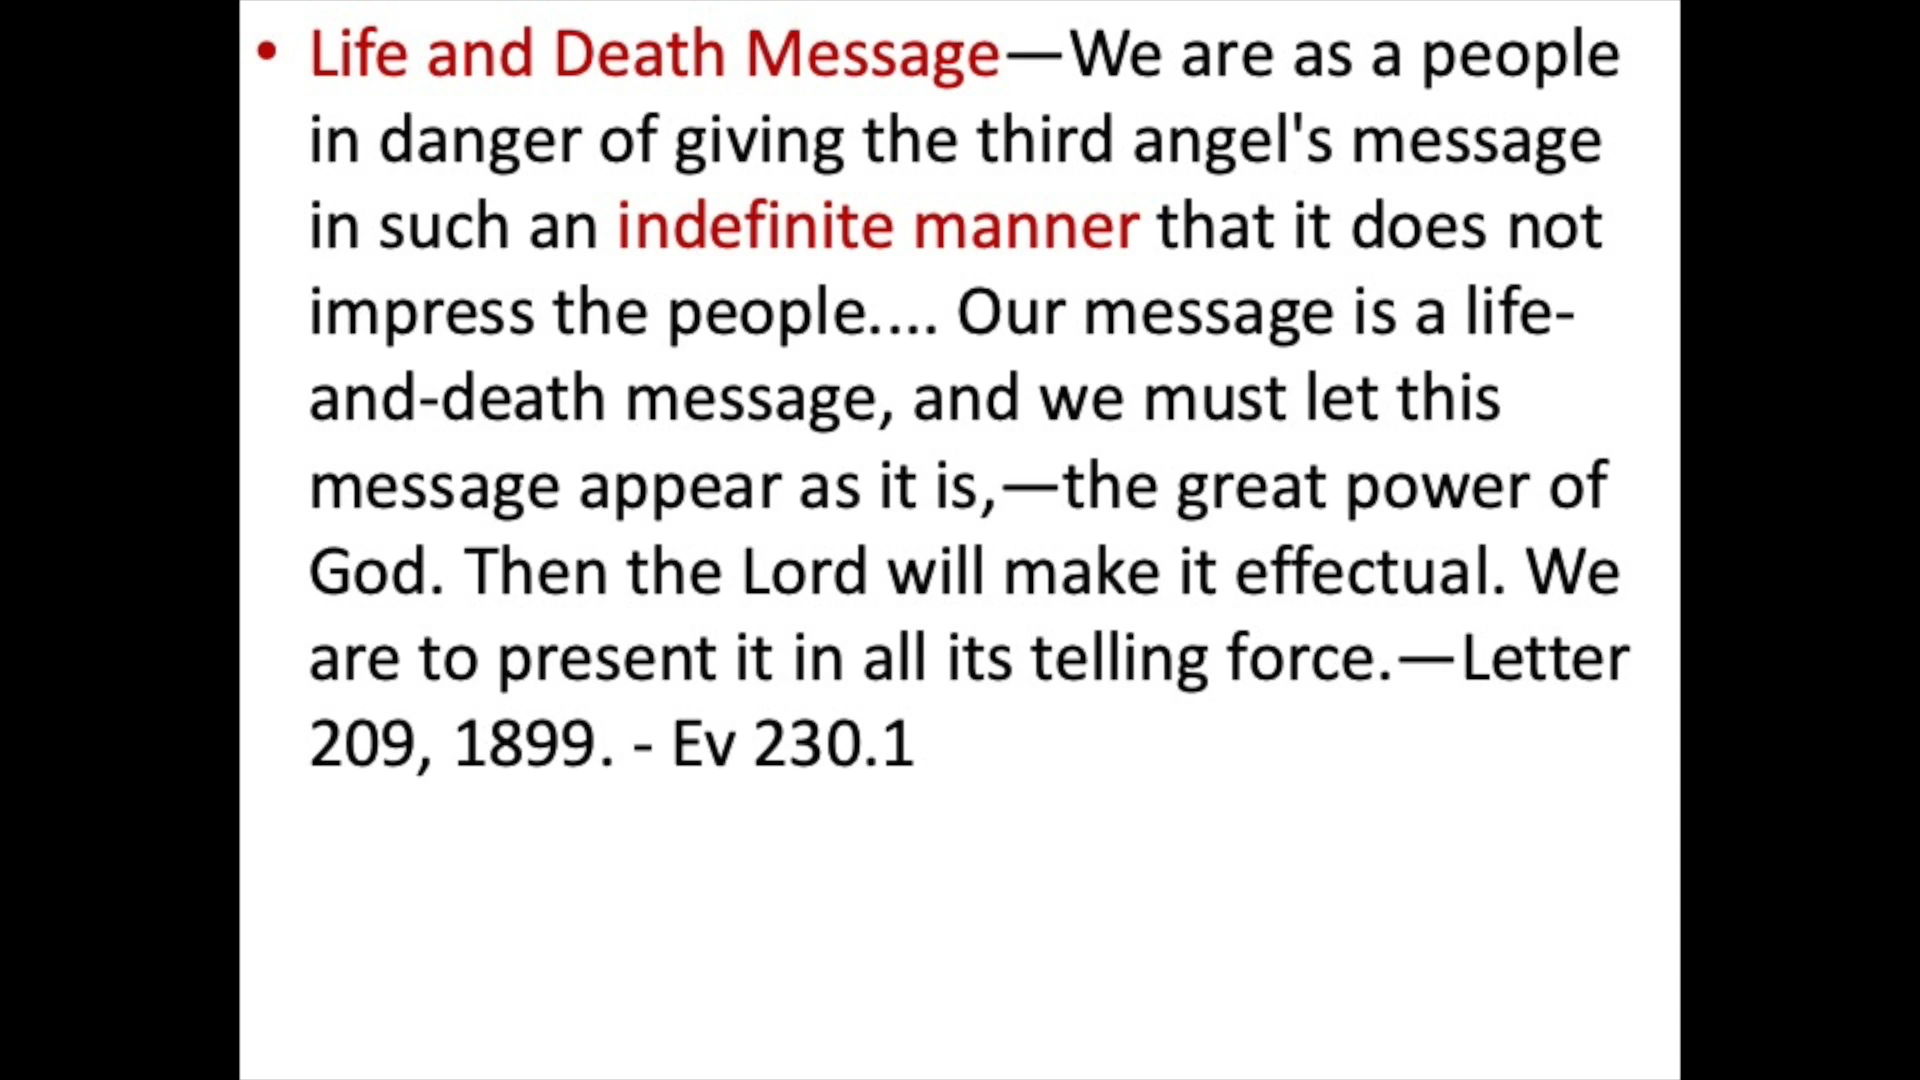 • Life and Death Message—We are as a people
in danger of giving the third angel's message
in such an indefinite manner that it does not
impress the people.... Our message is a life-
and-death message, and we must let this
message appear as it is,—the great power of
God. Then the Lord will make it effectual. We
are to present it in all its telling force.—Letter
209, 1899. - Ev 230.1